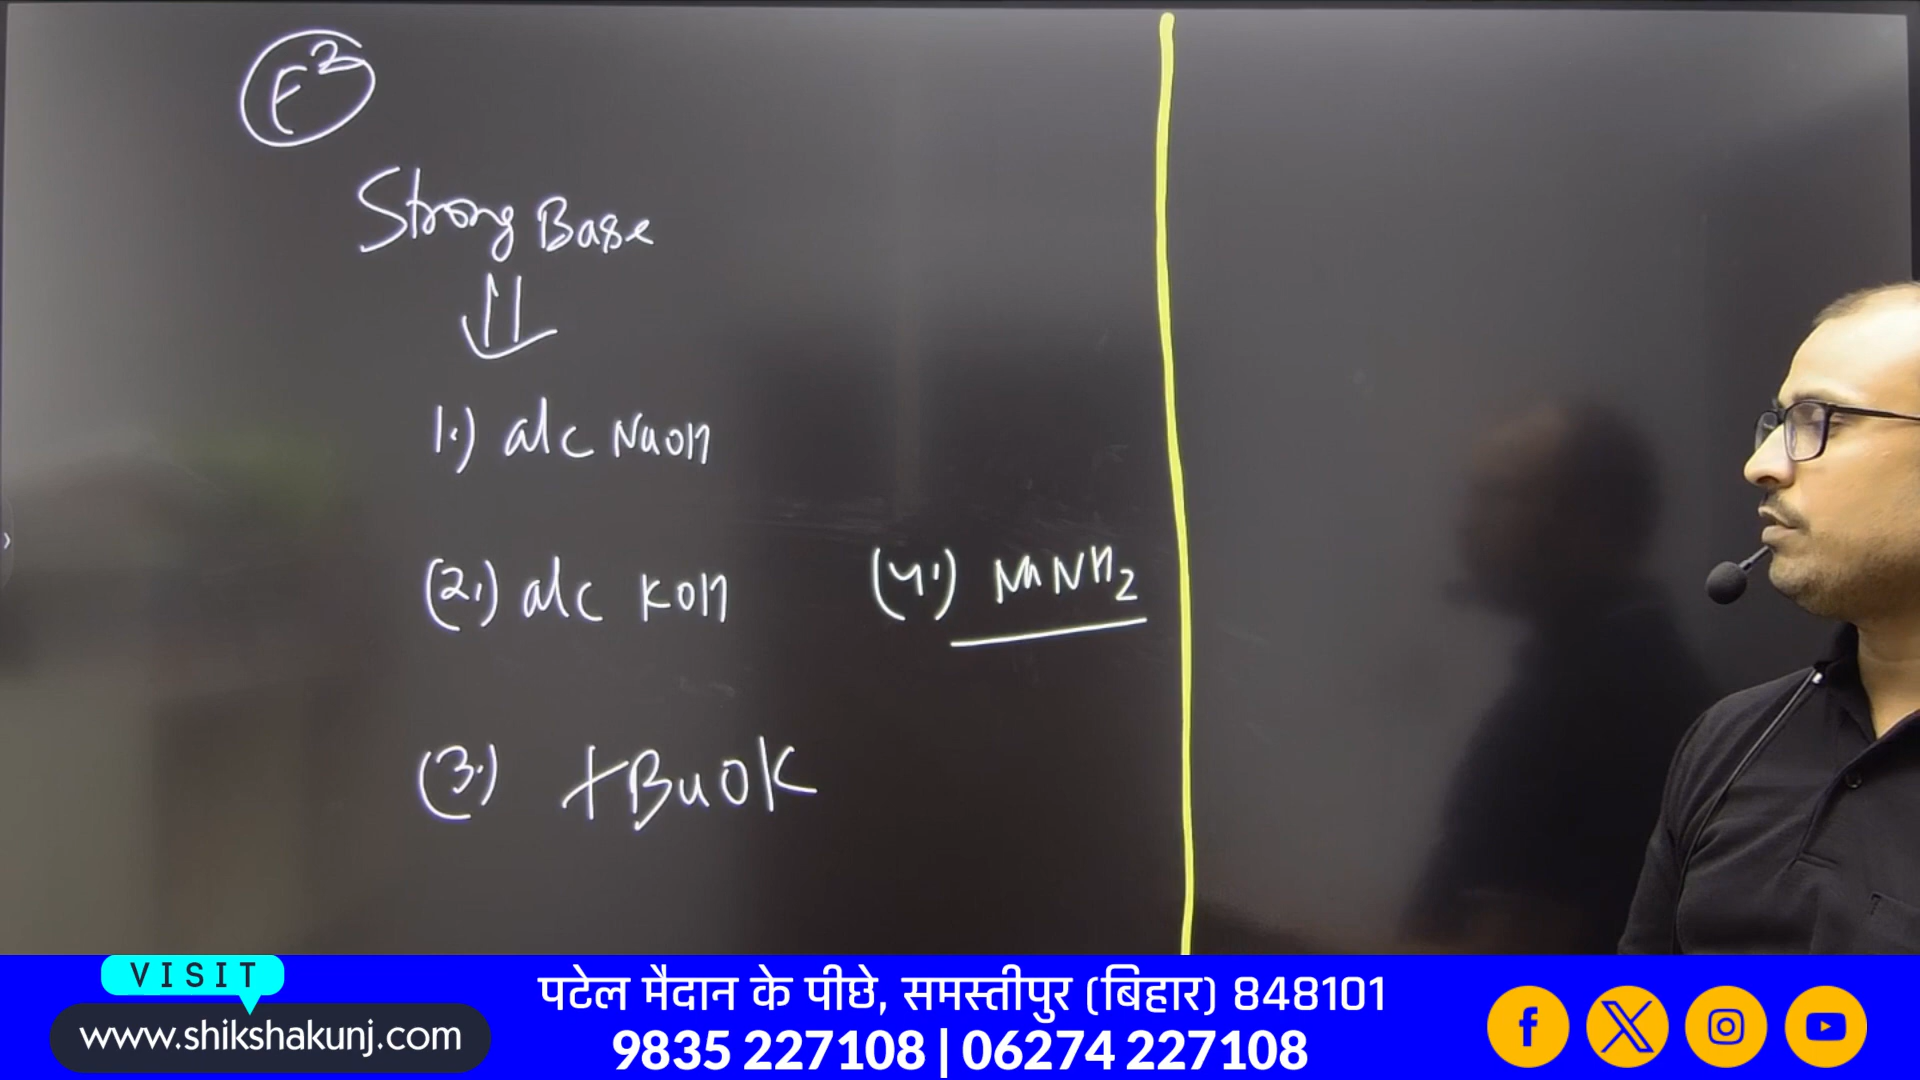 E²
Strong Base
1.) alc NaOH
(2.) alc KOH
(3.) tBuOK
(4.) NaNH₂
VISIT
www.shikshakunj.com
पटेल मैदान के पीछे, समस्तीपुर (बिहार) 848101
9835 227108 | 06274 227108